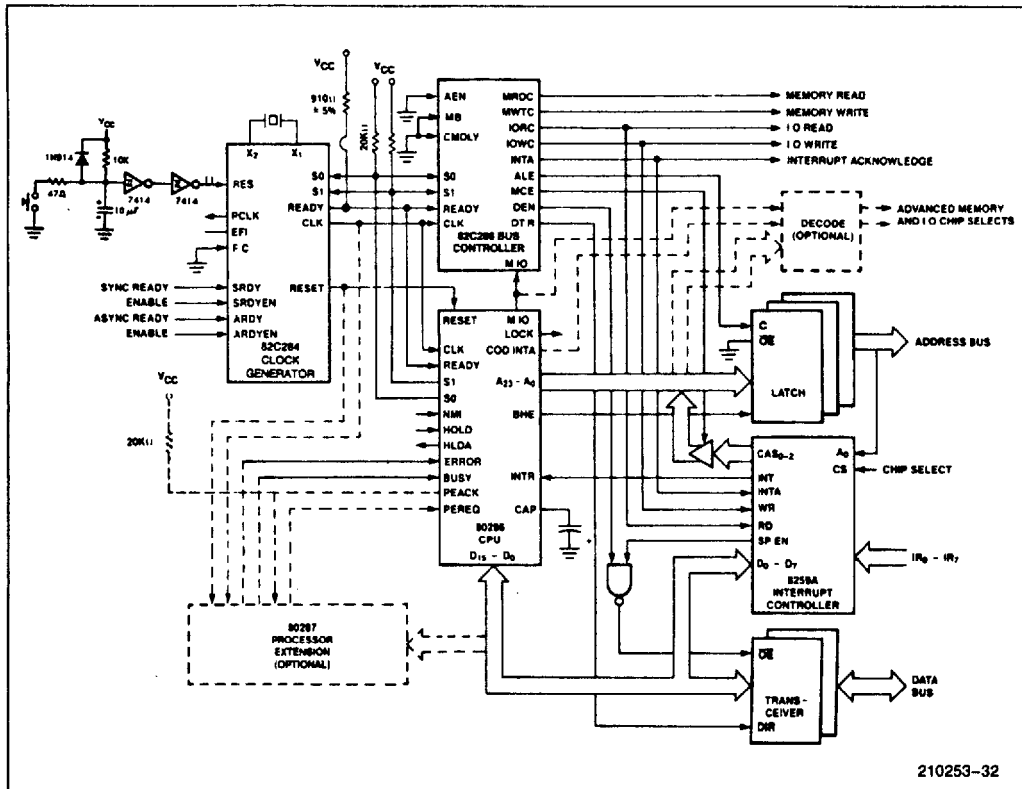 VCC
1N914
10K
47Ω
10 µF
7414
7414
X2
X1
RES
PCLK
EFI
F C
SYNC READY
ENABLE
ASYNC READY
ENABLE
SRDY
SRDYEN
ARDY
ARDYEN
S0
S1
READY
CLK
RESET
82C284
CLOCK
GENERATOR
VCC
910Ω
± 5%
VCC
20KΩ
AEN
MB
CMDLY
S0
S1
READY
CLK
MRDC
MWTC
IORC
IOWC
INTA
ALE
MCE
DEN
DT R
82C288 BUS
CONTROLLER
M IO
MEMORY READ
MEMORY WRITE
I O READ
I O WRITE
INTERRUPT ACKNOWLEDGE
DECODE
(OPTIONAL)
ADVANCED MEMORY
AND I O CHIP SELECTS
RESET
M IO
LOCK
COD INTA
CLK
READY
S1
S0
A23 - A0
NMI
HOLD
HLDA
BHE
ERROR
BUSY
PEACK
PEREQ
INTR
CAP
80286
CPU
D15 - D0
VCC
20KΩ
80287
PROCESSOR
EXTENSION
(OPTIONAL)
C
OE
LATCH
ADDRESS BUS
CAS0-2
A0
CS
CHIP SELECT
INT
INTA
WR
RD
SP EN
D0 - D7
IR0 - IR7
8259A
INTERRUPT
CONTROLLER
OE
TRANS-
CEIVER
DIR
DATA
BUS
210253-32